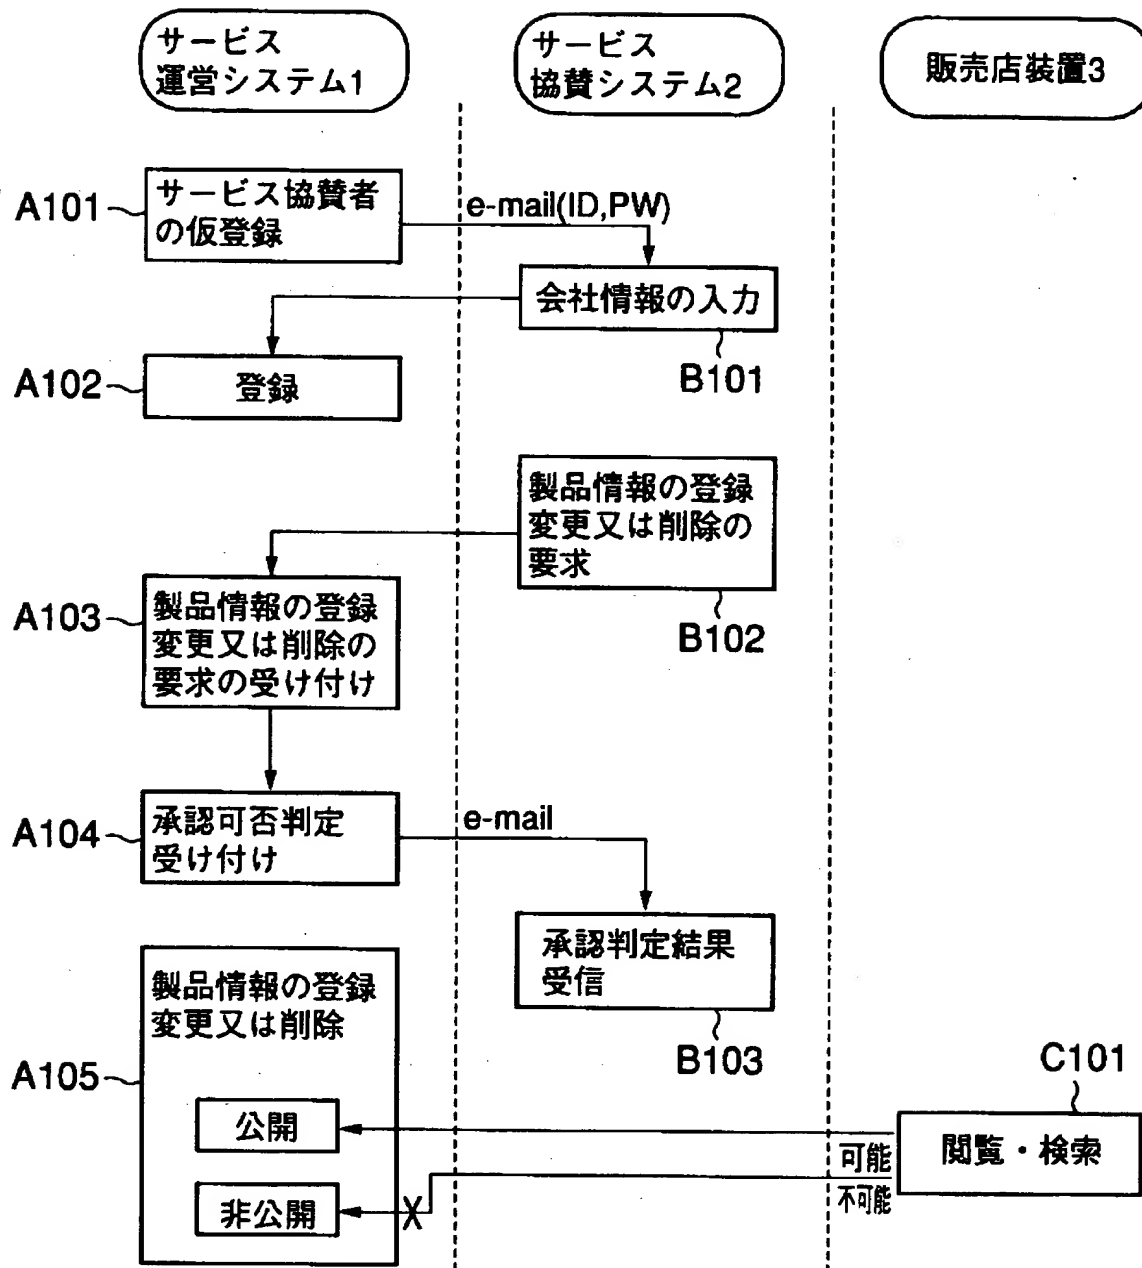 サービス
運営システム1
サービス
協賛システム2
販売店装置3
A101
サービス協賛者
の仮登録
e-mail(ID,PW)
会社情報の入力
B101
A102
登録
製品情報の登録
変更又は削除の
要求
B102
A103
製品情報の登録
変更又は削除の
要求の受け付け
A104
承認可否判定
受け付け
e-mail
承認判定結果
受信
B103
A105
製品情報の登録
変更又は削除
公開
非公開
X
C101
閲覧・検索
可能
不可能